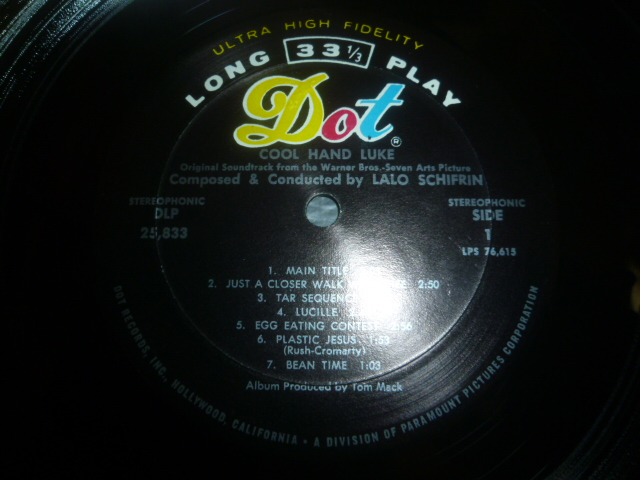 ULTRA HIGH FIDELITY
LONG 33 1/3 PLAY
Dot®
COOL HAND LUKE
Original Soundtrack from the Warner Bros.-Seven Arts Picture
Composed & Conducted by LALO SCHIFRIN
STEREOPHONIC
DLP
25,833
STEREOPHONIC
SIDE
1
LPS 76,615
1. MAIN TITLE
2. JUST A CLOSER WALK 2:50
3. TAR SEQUENCE
4. LUCILLE
5. EGG EATING CONTEST
6. PLASTIC JESUS 1:53
(Rush-Cromarty)
7. BEAN TIME 1:03
Album Produced by Tom Mack
DOT RECORDS, INC., HOLLYWOOD, CALIFORNIA • A DIVISION OF PARAMOUNT PICTURES CORPORATION